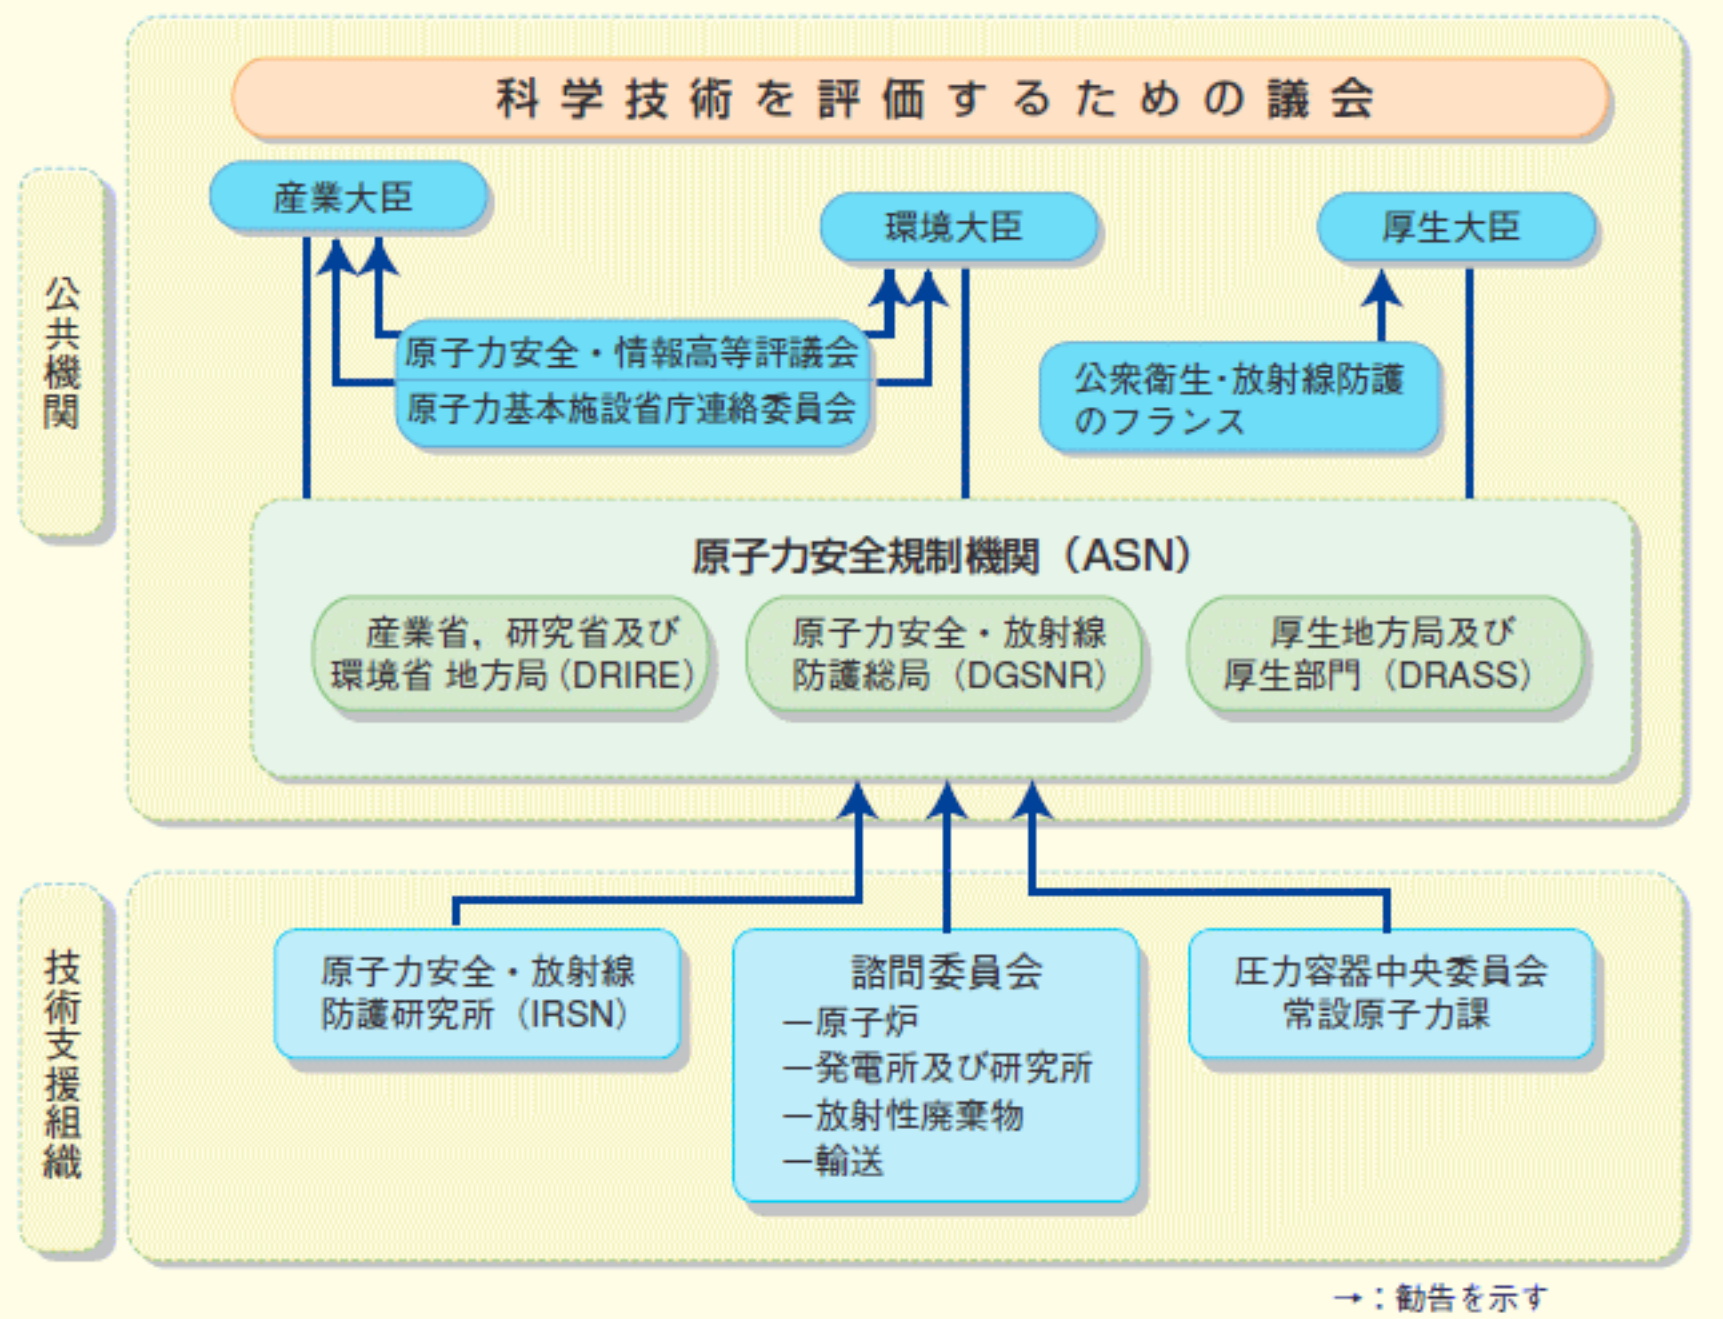 科学技術を評価するための議会
産業大臣
環境大臣
厚生大臣
公共機関
原子力安全・情報高等評議会
原子力基本施設省庁連絡委員会
公衆衛生・放射線防護
のフランス
原子力安全規制機関（ASN）
産業省，研究省及び
環境省 地方局（DRIRE）
原子力安全・放射線
防護総局（DGSNR）
厚生地方局及び
厚生部門（DRASS）
技術支援組織
原子力安全・放射線
防護研究所（IRSN）
諮問委員会
－原子炉
－発電所及び研究所
－放射性廃棄物
－輸送
圧力容器中央委員会
常設原子力課
→：勧告を示す